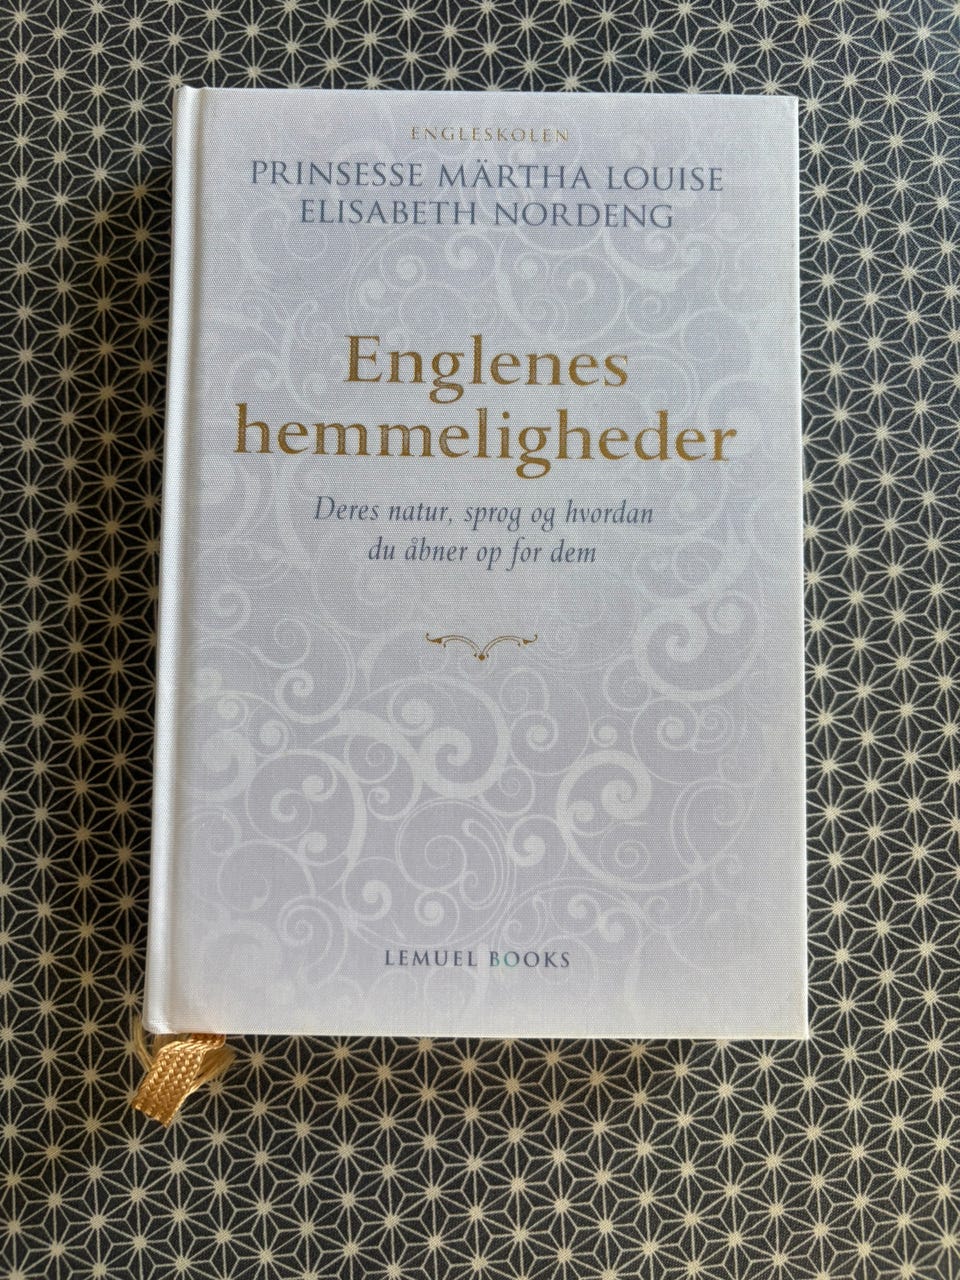 ENGLESKOLEN
PRINSESSE MÄRTHA LOUISE
ELISABETH NORDENG
Englenes
hemmeligheder
Deres natur, sprog og hvordan
du åbner op for dem
LEMUEL BOOKS